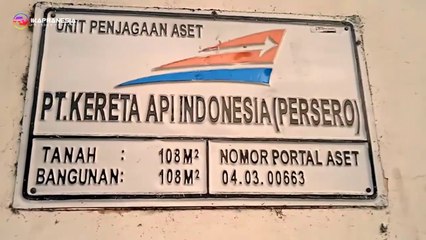 UNIT PENJAGAAN ASET
PT.KERETA API INDONESIA(PERSERO)
TANAH : 108M²
BANGUNAN: 108M²
NOMOR PORTAL ASET
04.03.00663